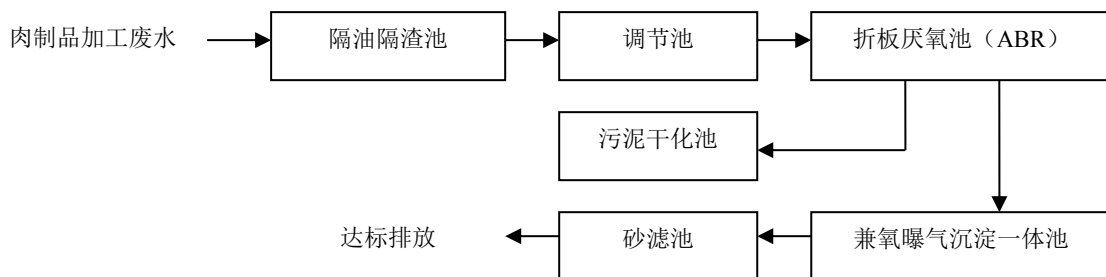 肉制品加工废水
隔油隔渣池
调节池
折板厌氧池（ABR）
污泥干化池
达标排放
砂滤池
兼氧曝气沉淀一体池